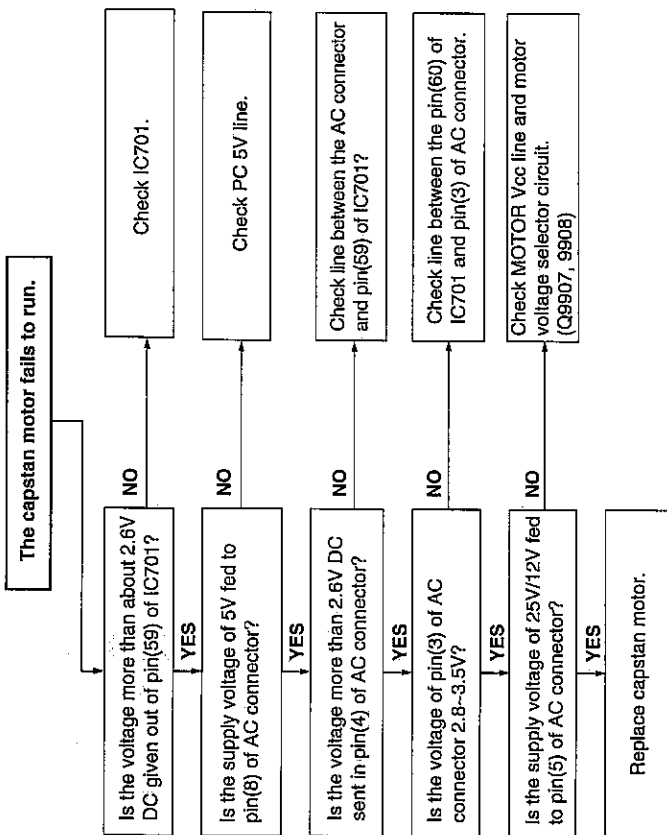 The capstan motor fails to run.
Is the voltage more than about 2.6V
DC given out of pin(59) of IC701?
NO
Check IC701.
YES
Is the supply voltage of 5V fed to
pin(8) of AC connector?
NO
Check PC 5V line.
YES
Is the voltage more than 2.6V DC
sent in pin(4) of AC connector?
NO
Check line between the AC connector
and pin(59) of IC701?
YES
Is the voltage of pin(3) of AC
connector 2.8~3.5V?
NO
Check line between the pin(60) of
IC701 and pin(3) of AC connector.
YES
Is the supply voltage of 25V/12V fed
to pin(5) of AC connector?
NO
Check MOTOR Vcc line and motor
voltage selector circuit.
(Q9907, 9908)
YES
Replace capstan motor.